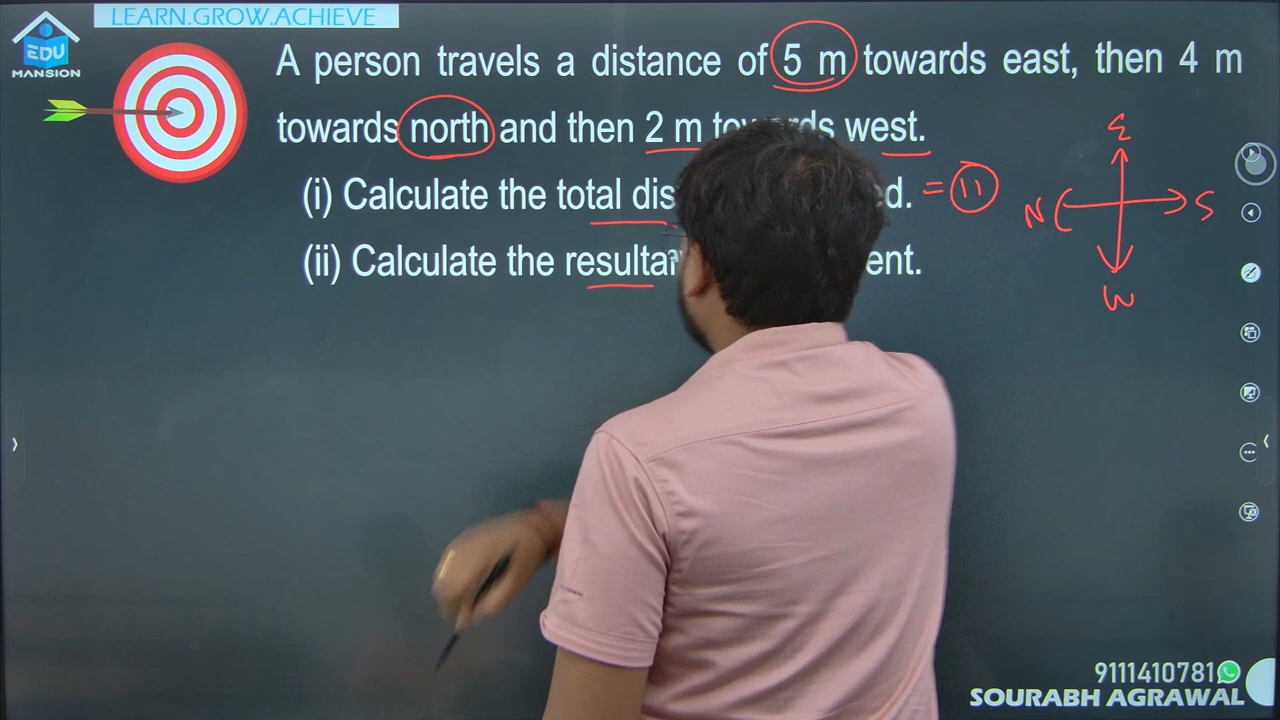 LEARN.GROW.ACHIEVE
EDU
MANSION
A person travels a distance of 5 m towards east, then 4 m
towards north and then 2 m towards west.
(i) Calculate the total dis ed. = 11
(ii) Calculate the resulta ent.
E
N
S
W
9111410781
SOURABH AGRAWAL